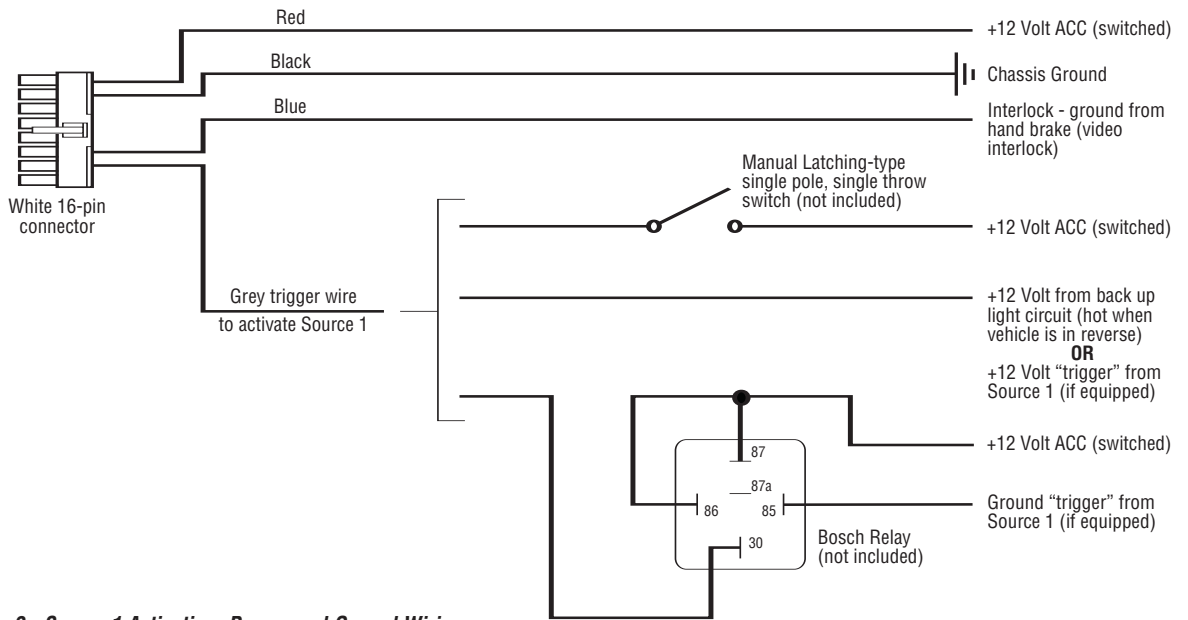 Red
+12 Volt ACC (switched)
Black
Chassis Ground
Blue
Interlock - ground from
hand brake (video
interlock)
White 16-pin
connector
Manual Latching-type
single pole, single throw
switch (not included)
+12 Volt ACC (switched)
Grey trigger wire
to activate Source 1
+12 Volt from back up
light circuit (hot when
vehicle is in reverse)
OR
+12 Volt “trigger” from
Source 1 (if equipped)
+12 Volt ACC (switched)
87
87a
86
85
30
Ground “trigger” from
Source 1 (if equipped)
Bosch Relay
(not included)